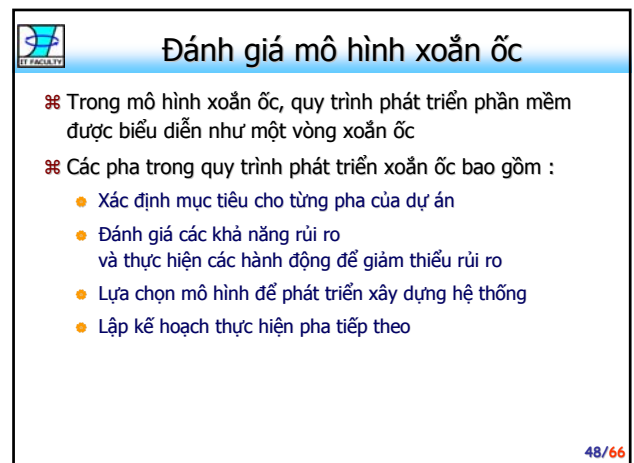 IT FACULTY
Đánh giá mô hình xoắn ốc
⌘ Trong mô hình xoắn ốc, quy trình phát triển phần mềm
được biểu diễn như một vòng xoắn ốc
⌘ Các pha trong quy trình phát triển xoắn ốc bao gồm :
Xác định mục tiêu cho từng pha của dự án
Đánh giá các khả năng rủi ro
và thực hiện các hành động để giảm thiểu rủi ro
Lựa chọn mô hình để phát triển xây dựng hệ thống
Lập kế hoạch thực hiện pha tiếp theo
48/66